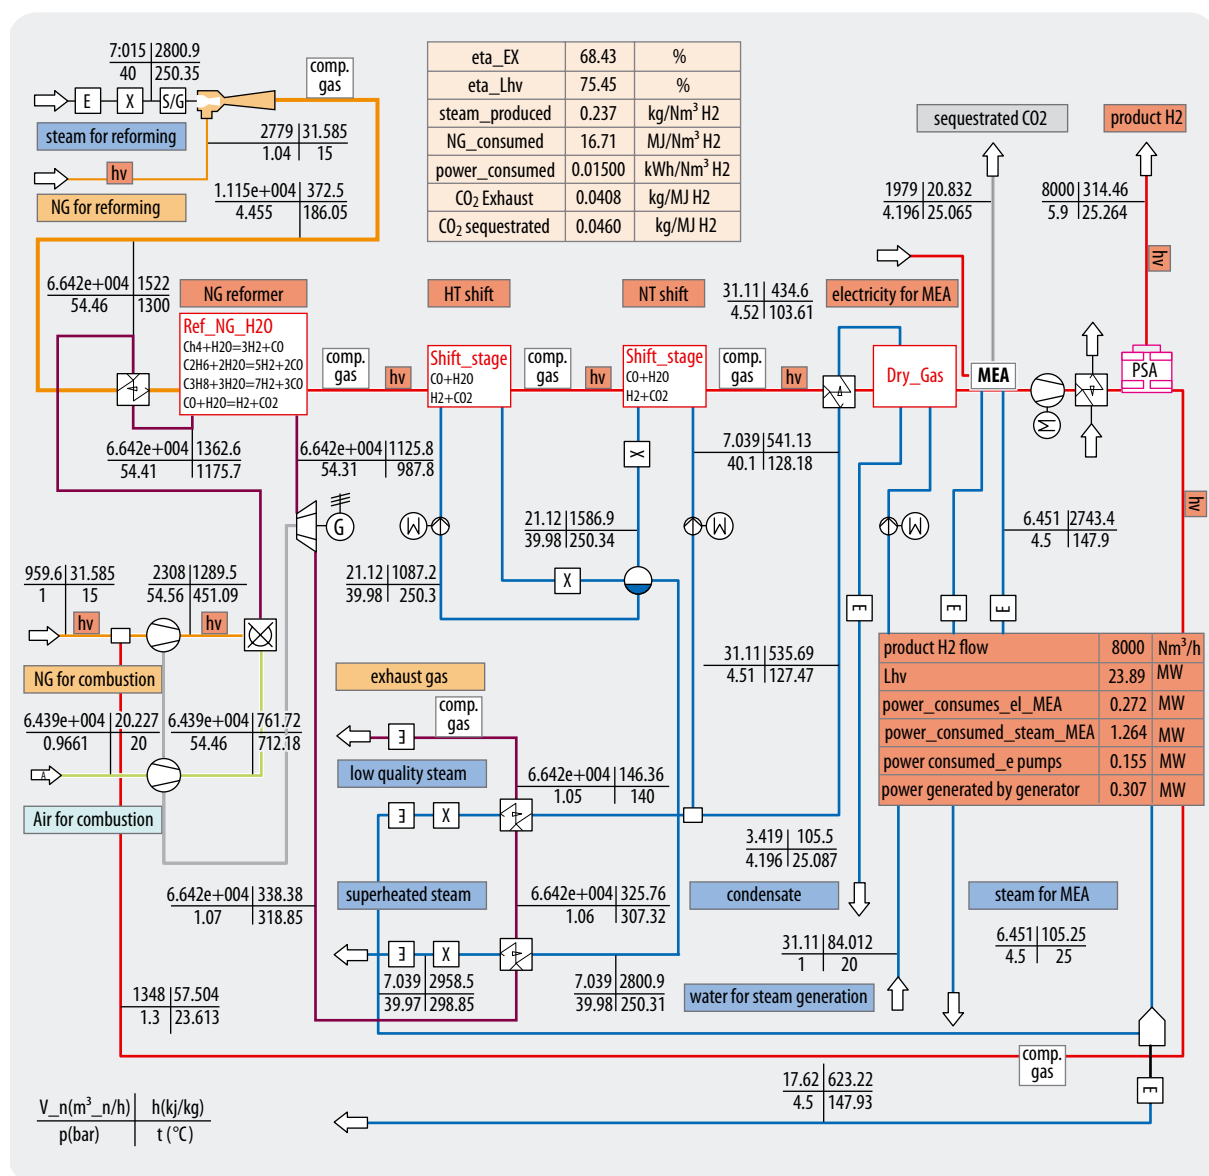 7:015 2800.9
40 250.35
comp.
gas
E X S/G
steam for reforming
2779 31.585
1.04 15
hv
NG for reforming
1.115e+004 372.5
4.455 186.05
eta_EX 68.43 %
eta_Lhv 75.45 %
steam_produced 0.237 kg/Nm³ H2
NG_consumed 16.71 MJ/Nm³ H2
power_consumed 0.01500 kWh/Nm³ H2
CO₂ Exhaust 0.0408 kg/MJ H2
CO₂ sequestrated 0.0460 kg/MJ H2
sequestrated CO2
product H2
1979 20.832
4.196 25.065
8000 314.46
5.9 25.264
hv
6.642e+004 1522
54.46 1300
NG reformer
HT shift
NT shift
31.11 434.6
4.52 103.61
electricity for MEA
Ref_NG_H2O
Ch4+H2O=3H2+CO
C2H6+2H2O=5H2+2CO
C3H8+3H2O=7H2+3CO
CO+H2O=H2+CO2
comp.
gas
hv
Shift_stage
CO+H2O
H2+CO2
comp.
gas
hv
Shift_stage
CO+H2O
H2+CO2
comp.
gas
hv
Dry_Gas
MEA
M
PSA
6.642e+004 1362.6
54.41 1175.7
6.642e+004 1125.8
54.31 987.8
X
7.039 541.13
40.1 128.18
G
M
21.12 1586.9
39.98 250.34
M
M
6.451 2743.4
4.5 147.9
hv
959.6 31.585
1 15
2308 1289.5
54.56 451.09
21.12 1087.2
39.98 250.3
X
hv
hv
E
E
E
NG for combustion
exhaust gas
31.11 535.69
4.51 127.47
product H2 flow 8000 Nm³/h
Lhv 23.89 MW
power_consumes_el_MEA 0.272 MW
power_consumed_steam_MEA 1.264 MW
power consumed_e pumps 0.155 MW
power generated by generator 0.307 MW
6.439e+004 20.227
0.9661 20
6.439e+004 761.72
54.46 712.18
comp.
gas
E
A
low quality steam
6.642e+004 146.36
1.05 140
Air for combustion
E X
3.419 105.5
4.196 25.087
6.642e+004 338.38
1.07 318.85
superheated steam
6.642e+004 325.76
1.06 307.32
condensate
steam for MEA
E X
31.11 84.012
1 20
6.451 105.25
4.5 25
7.039 2958.5
39.97 298.85
7.039 2800.9
39.98 250.31
water for steam generation
1348 57.504
1.3 23.613
comp.
gas
17.62 623.22
4.5 147.93
E
V_n(m³_n/h) h(kj/kg)
p(bar) t (°C)